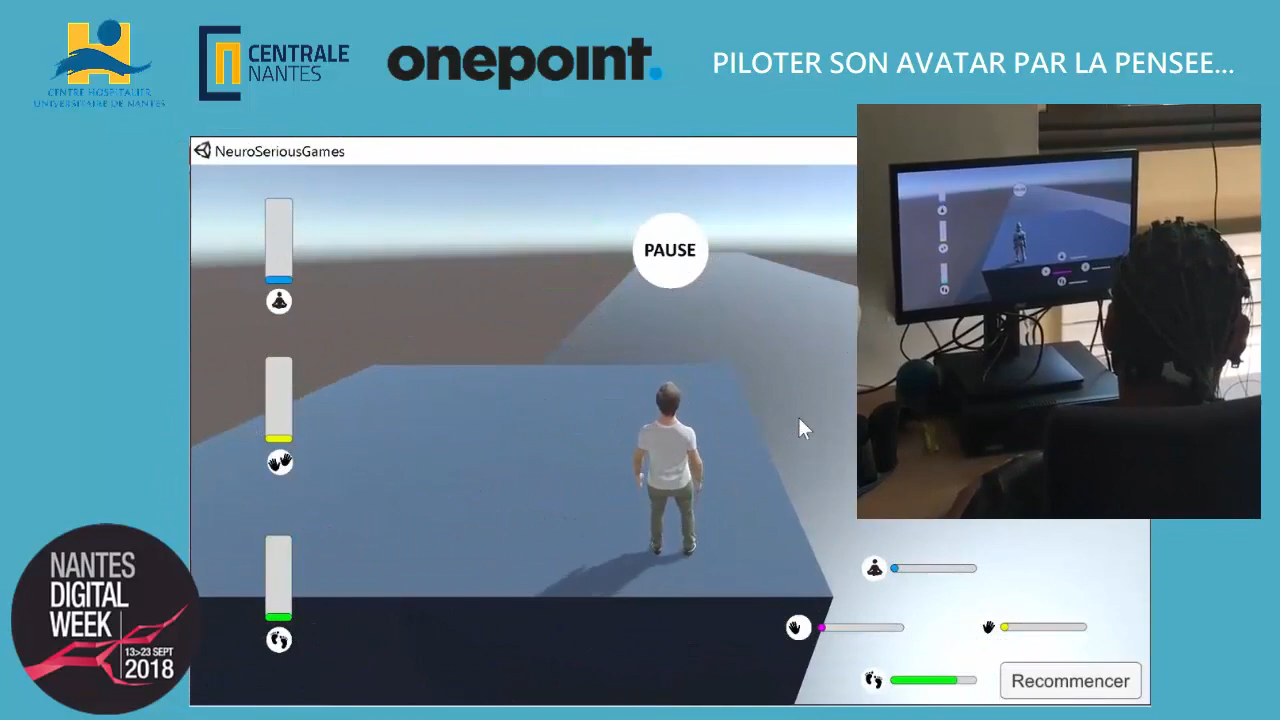 CENTRE HOSPITALIER
UNIVERSITAIRE DE NANTES
CENTRALE
NANTES
onepoint.
PILOTER SON AVATAR PAR LA PENSEE...
NeuroSeriousGames
PAUSE
NANTES
DIGITAL
WEEK
13>23 SEPT
2018
Recommencer